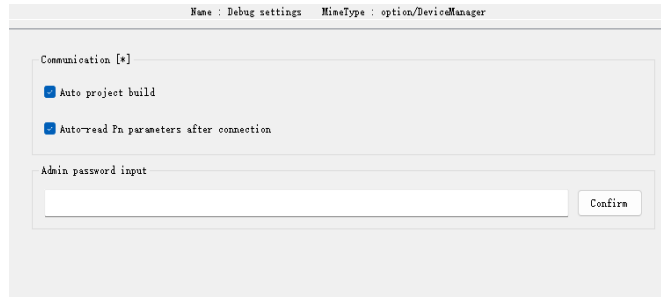 Name : Debug settings    MimeType : option/DeviceManager
Communication [*]
Auto project build
Auto-read Pn parameters after connection
Admin password input
Confirm